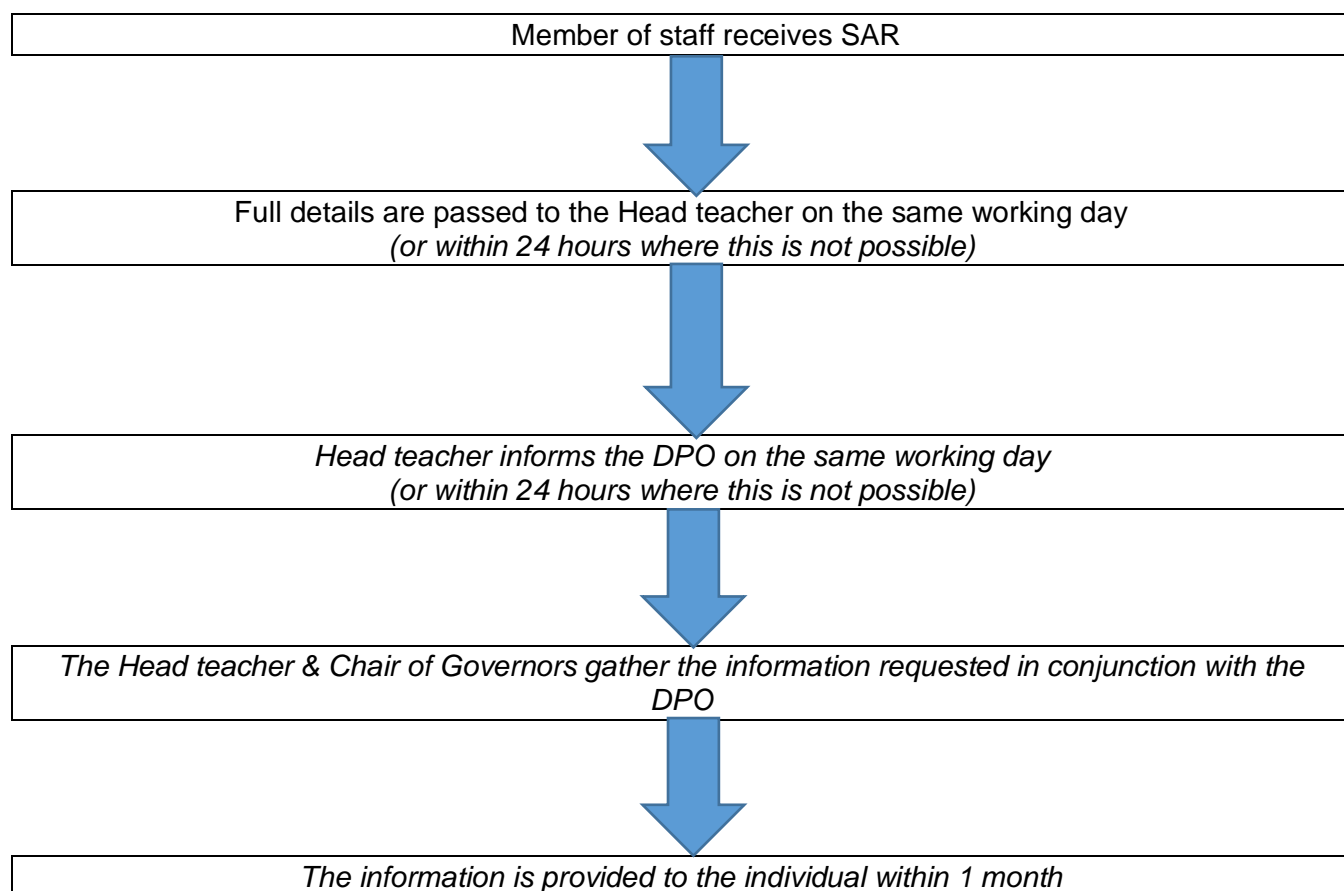 Member of staff receives SAR
Full details are passed to the Head teacher on the same working day
(or within 24 hours where this is not possible)
Head teacher informs the DPO on the same working day
(or within 24 hours where this is not possible)
The Head teacher & Chair of Governors gather the information requested in conjunction with the
DPO
The information is provided to the individual within 1 month